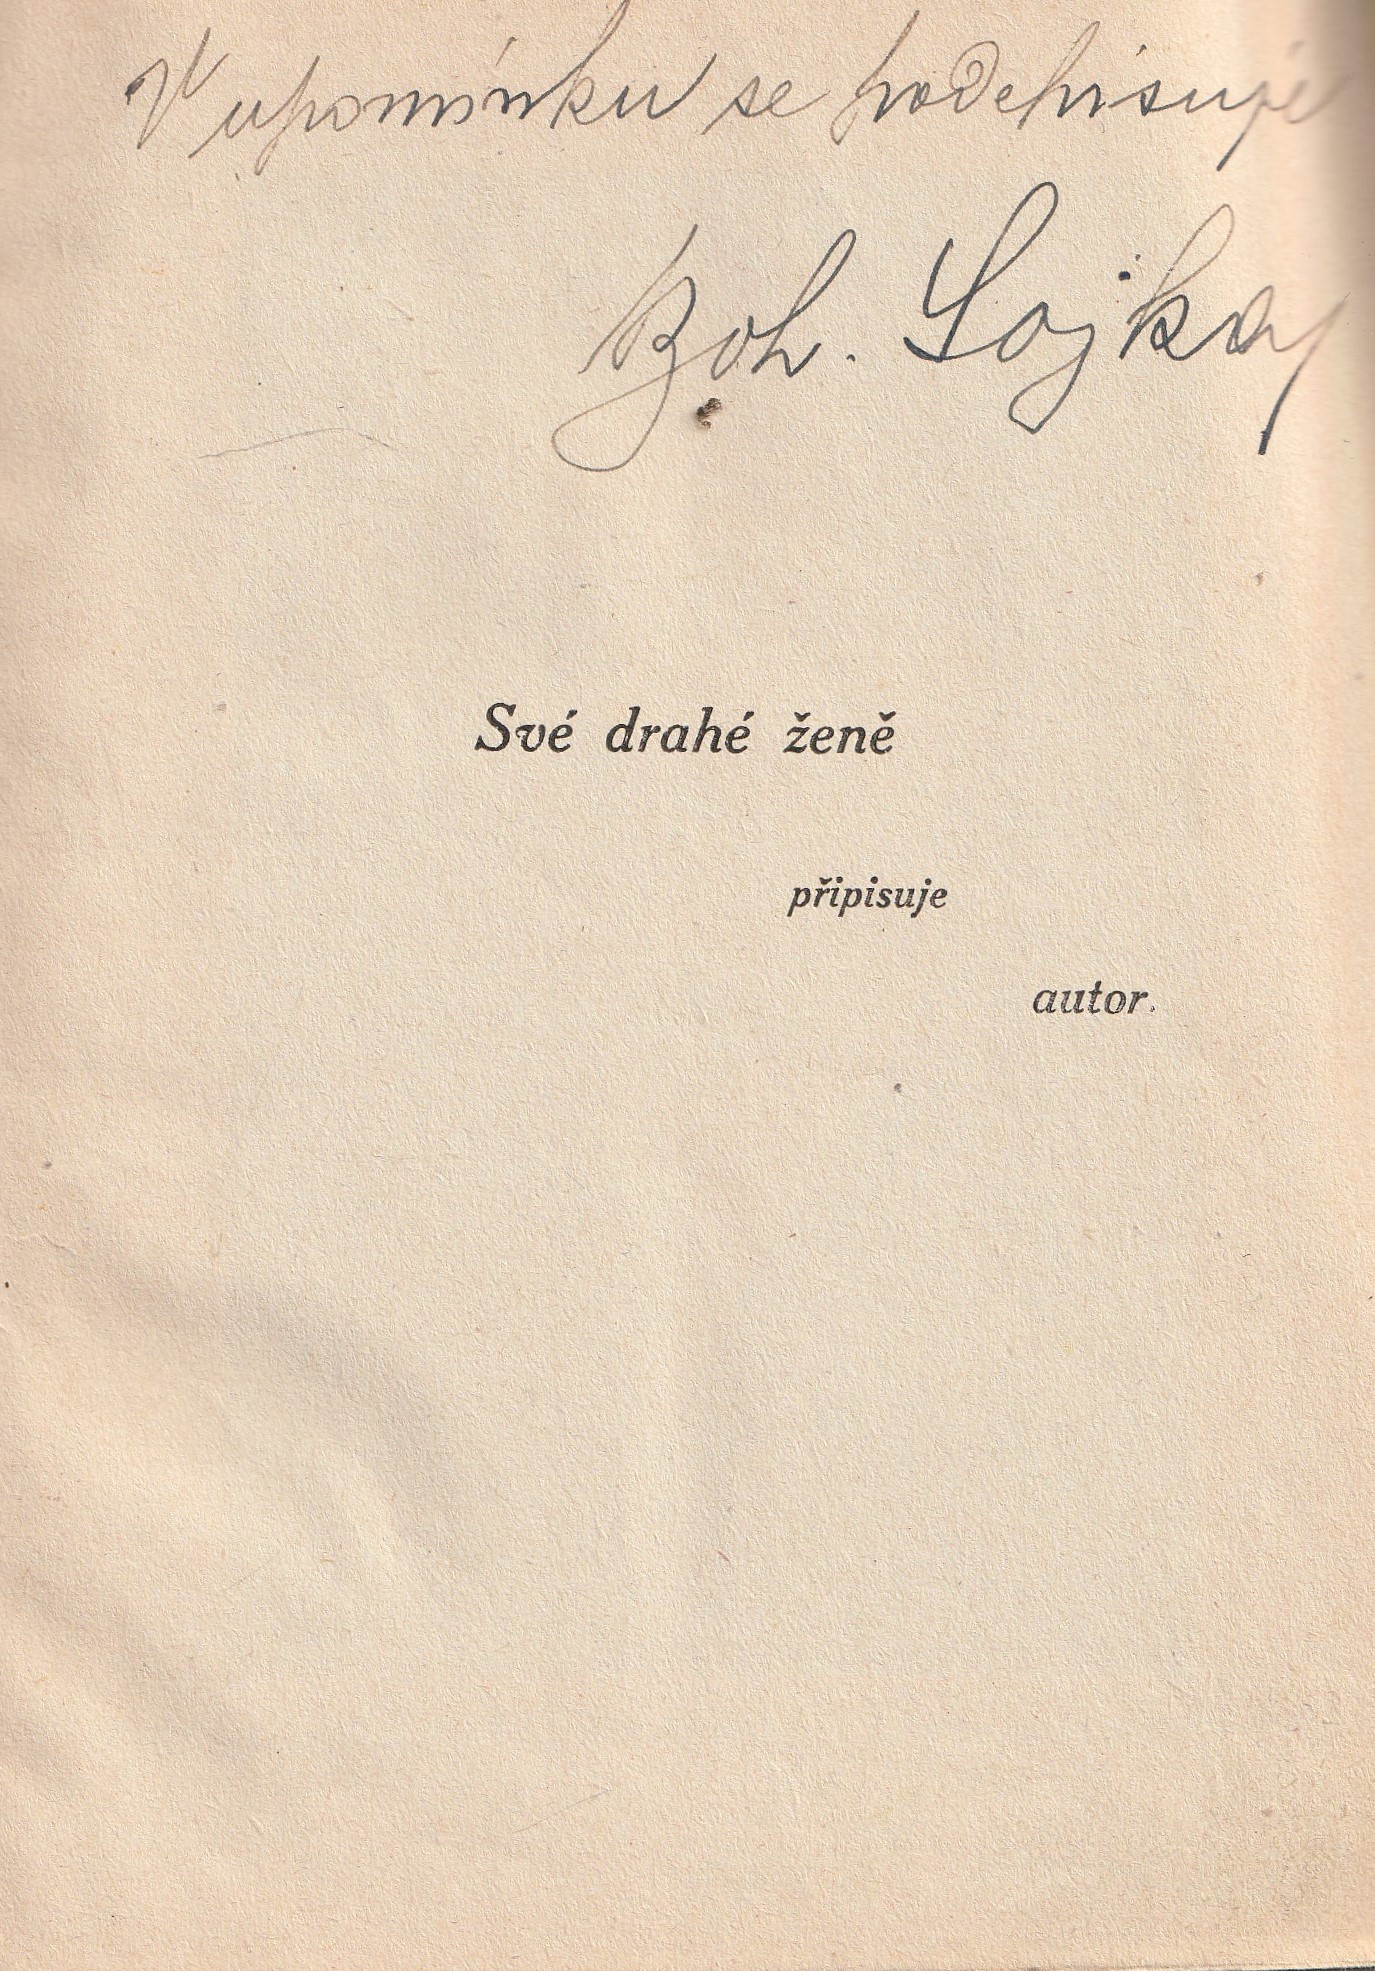 V upomínku se podepisuje
Boh. Lojka
Své drahé ženě
připisuje
autor.